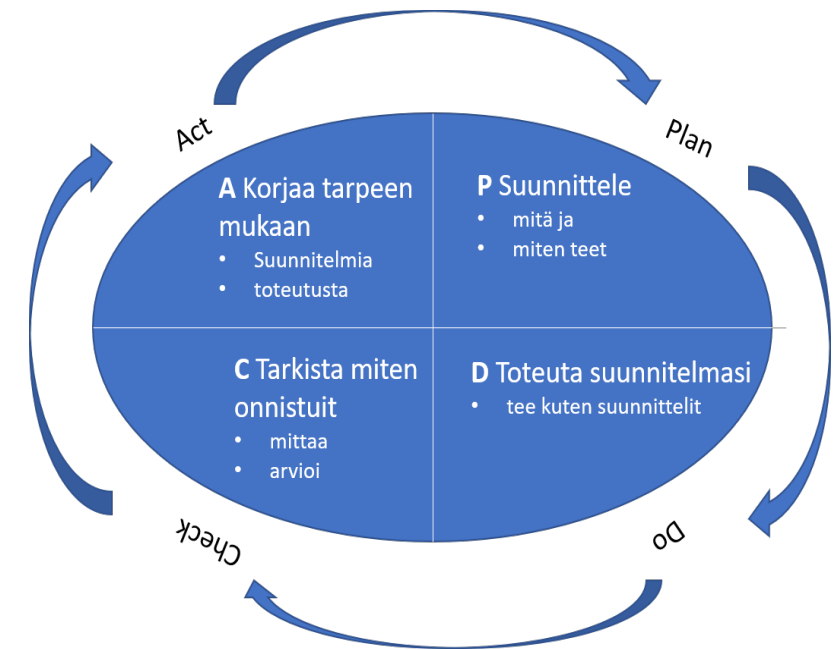 Act
Plan
A Korjaa tarpeen
mukaan
• Suunnitelmia
• toteutusta
P Suunnittele
• mitä ja
• miten teet
C Tarkista miten
onnistuit
• mittaa
• arvioi
D Toteuta suunnitelmasi
• tee kuten suunnittelit
Check
Do